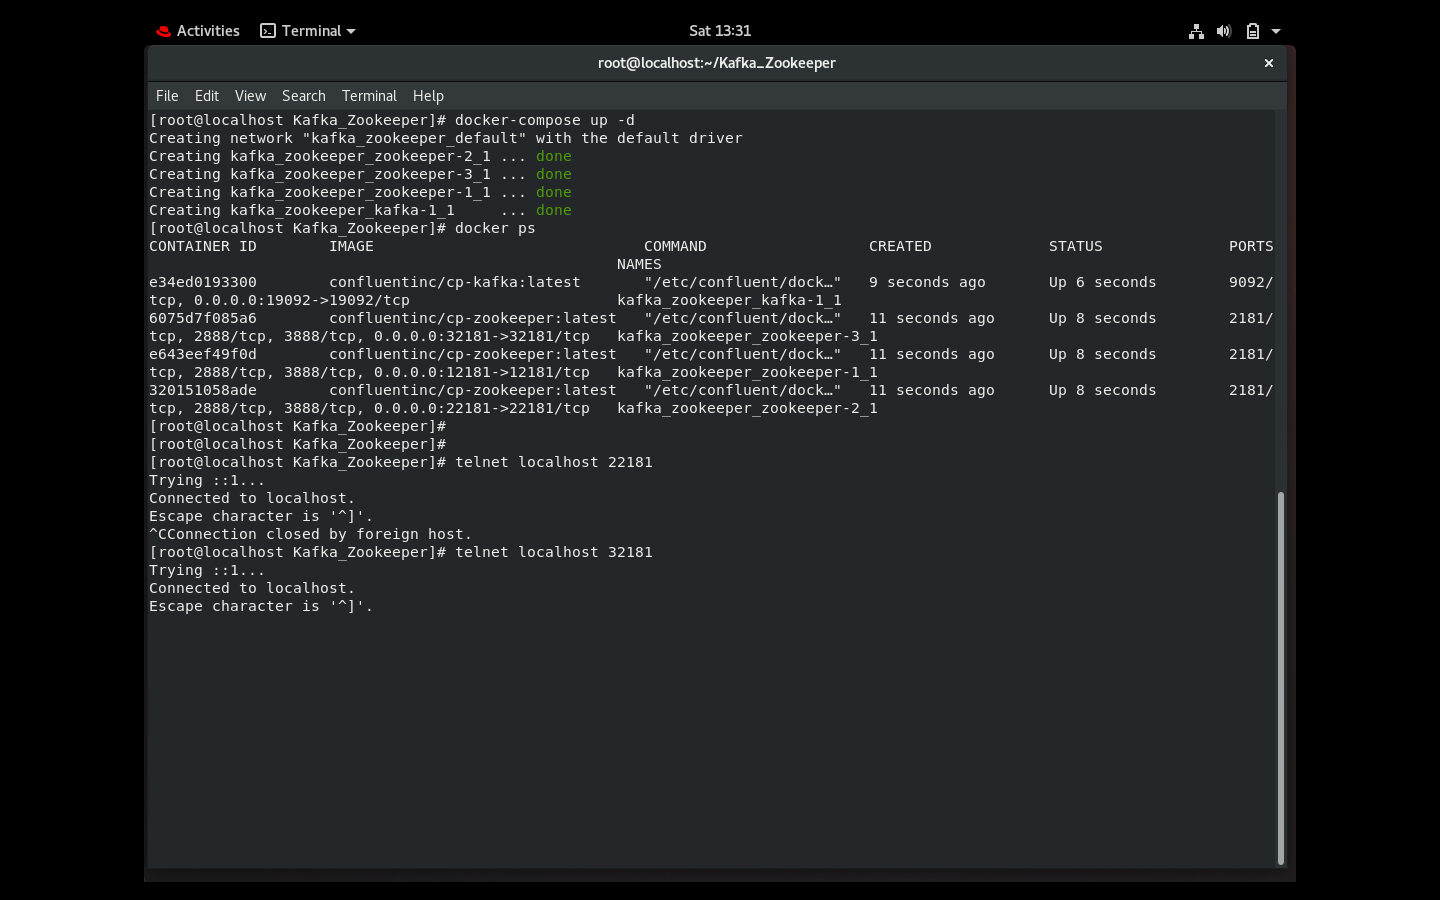 Activities Terminal Sat 13:31
root@localhost:~/Kafka_Zookeeper ×
File Edit View Search Terminal Help
[root@localhost Kafka_Zookeeper]# docker-compose up -d
Creating network "kafka_zookeeper_default" with the default driver
Creating kafka_zookeeper_zookeeper-2_1 ... done
Creating kafka_zookeeper_zookeeper-3_1 ... done
Creating kafka_zookeeper_zookeeper-1_1 ... done
Creating kafka_zookeeper_kafka-1_1     ... done
[root@localhost Kafka_Zookeeper]# docker ps
CONTAINER ID        IMAGE                              COMMAND                  CREATED             STATUS              PORTS
                                                    NAMES
e34ed0193300        confluentinc/cp-kafka:latest       "/etc/confluent/dock…"   9 seconds ago       Up 6 seconds        9092/
tcp, 0.0.0.0:19092->19092/tcp                       kafka_zookeeper_kafka-1_1
6075d7f085a6        confluentinc/cp-zookeeper:latest   "/etc/confluent/dock…"   11 seconds ago      Up 8 seconds        2181/
tcp, 2888/tcp, 3888/tcp, 0.0.0.0:32181->32181/tcp   kafka_zookeeper_zookeeper-3_1
e643eef49f0d        confluentinc/cp-zookeeper:latest   "/etc/confluent/dock…"   11 seconds ago      Up 8 seconds        2181/
tcp, 2888/tcp, 3888/tcp, 0.0.0.0:12181->12181/tcp   kafka_zookeeper_zookeeper-1_1
320151058ade        confluentinc/cp-zookeeper:latest   "/etc/confluent/dock…"   11 seconds ago      Up 8 seconds        2181/
tcp, 2888/tcp, 3888/tcp, 0.0.0.0:22181->22181/tcp   kafka_zookeeper_zookeeper-2_1
[root@localhost Kafka_Zookeeper]#
[root@localhost Kafka_Zookeeper]#
[root@localhost Kafka_Zookeeper]# telnet localhost 22181
Trying ::1...
Connected to localhost.
Escape character is '^]'.
^CConnection closed by foreign host.
[root@localhost Kafka_Zookeeper]# telnet localhost 32181
Trying ::1...
Connected to localhost.
Escape character is '^]'.